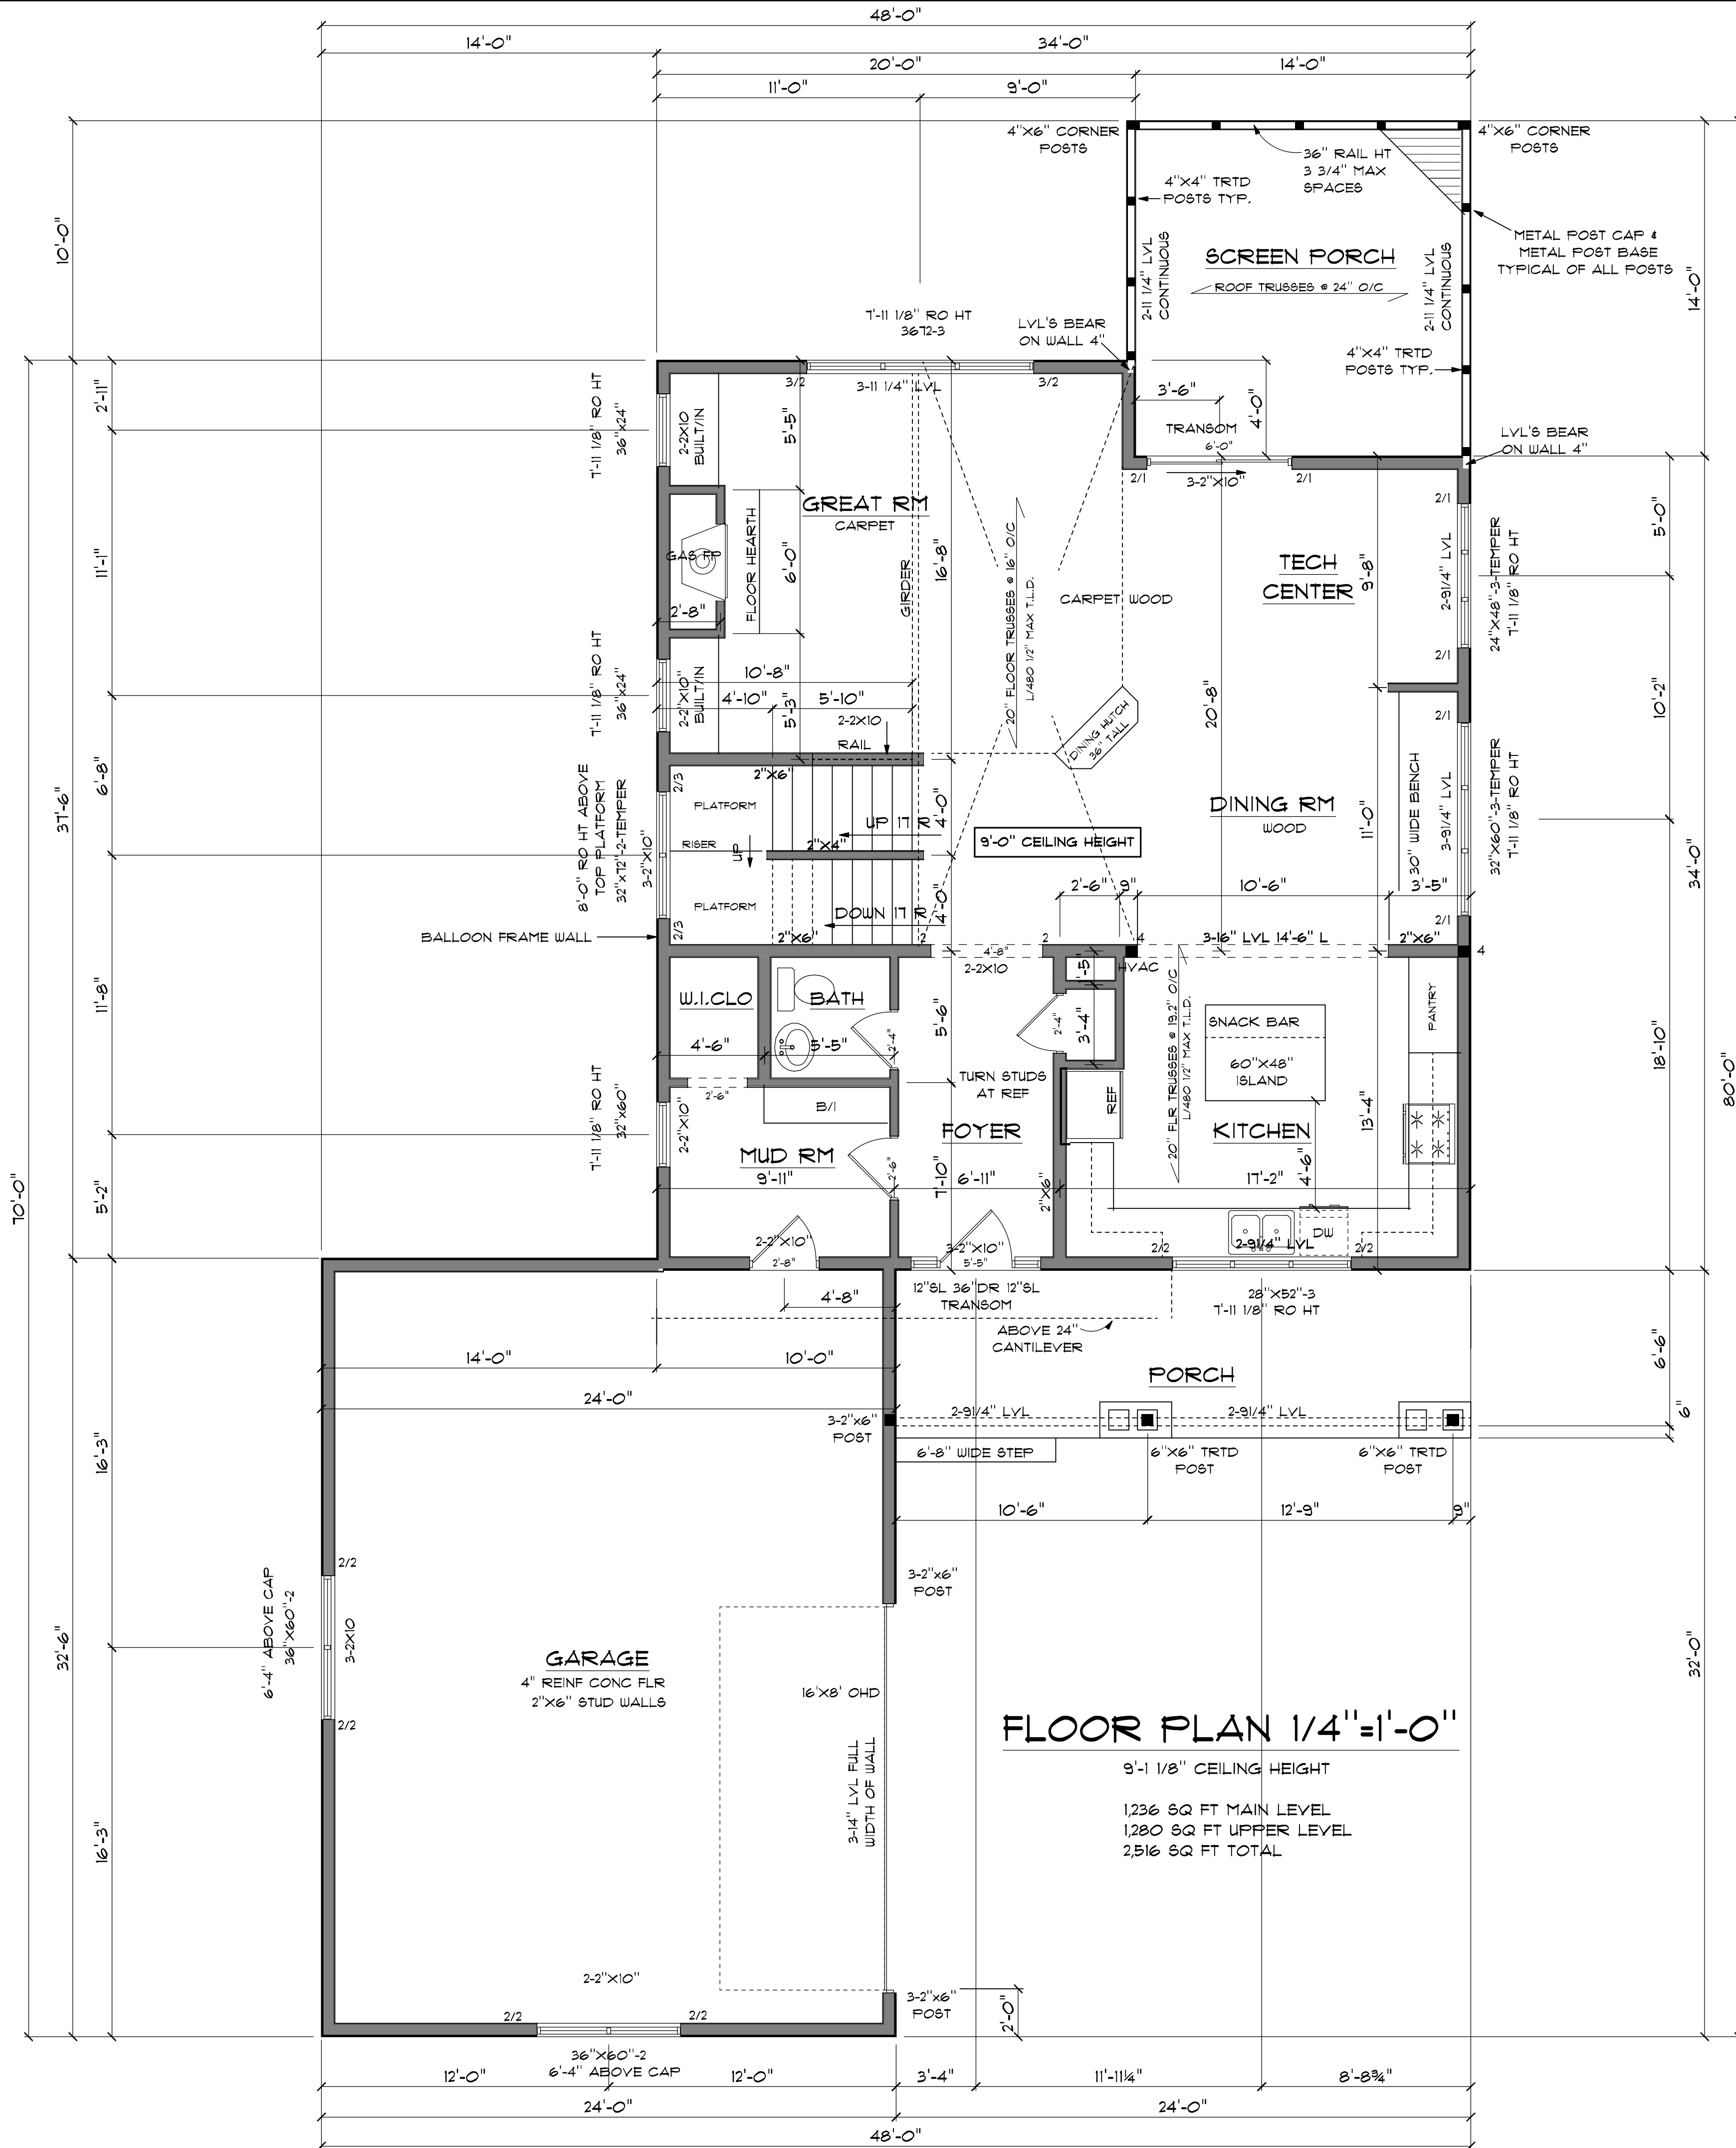 48'-0"
14'-0"
34'-0"
20'-0"
14'-0"
11'-0"
9'-0"
4"X6" CORNER
POSTS
4"X6" CORNER
POSTS
36" RAIL HT
3 3/4" MAX
SPACES
4"X4" TRTD
POSTS TYP.
METAL POST CAP &
METAL POST BASE
TYPICAL OF ALL POSTS
10'-0"
14'-0"
SCREEN PORCH
ROOF TRUSSES @ 24" O/C
2-11 1/4" LVL
CONTINUOUS
2-11 1/4" LVL
CONTINUOUS
7'-11 1/8" RO HT
3672-3
LVL'S BEAR
ON WALL 4"
4"X4" TRTD
POSTS TYP.
3/2
3-11 1/4" LVL
3/2
3'-6"
4'-0"
TRANSOM
6'-0"
LVL'S BEAR
ON WALL 4"
2/1
3-2"X10"
2/1
2'-11"
7'-11 1/8" RO HT
36"x24"
2-2X10
BUILT/IN
5'-5"
GREAT RM
CARPET
2/1
5'-0"
11'-1"
GAS FP
FLOOR HEARTH
6'-0"
2'-8"
GIRDER
16'-8"
20" FLOOR TRUSSES @ 16" O/C
L/480 1/2" MAX T.L.D.
CARPET
WOOD
TECH
CENTER
9'-8"
2-91/4" LVL
24"X48"-3-TEMPER
7'-11 1/8" RO HT
2/1
7'-11 1/8" RO HT
36"x24"
2-2"X10"
BUILT/IN
10'-8"
4'-10"
5'-10"
5'-3"
2-2X10
RAIL
20'-8"
DINING HUTCH
36" TALL
2/1
10'-2"
6'-8"
37'-6"
8'-0" RO HT ABOVE
TOP PLATFORM
32"x72"-2-TEMPER
3-2"X10"
2/3
2"X6"
PLATFORM
UP 17 R
4'-0"
RISER
UP
2"X4"
9'-0" CEILING HEIGHT
DINING RM
WOOD
11'-0"
30" WIDE BENCH
3-91/4" LVL
32"X60"-3-TEMPER
7'-11 1/8" RO HT
34'-0"
PLATFORM
DOWN 17 R
4'-0"
2'-6"
9"
10'-6"
3'-5"
2/1
BALLOON FRAME WALL
2/3
2"X6"
2
4'-8"
2
2-2X10
4
3-16" LVL 14'-6" L
2"X6"
4
HVAC
1'-5"
W.I.CLO
BATH
4'-6"
5'-5"
2'-4"
5'-6"
2'-4"
3'-4"
20" FLR TRUSSES @ 19.2" O/C
L/480 1/2" MAX T.L.D.
SNACK BAR
60"X48"
ISLAND
PANTRY
11'-8"
18'-10"
80'-0"
TURN STUDS
AT REF
REF
7'-11 1/8" RO HT
32"x60"
2-2"X10"
2'-6"
B/I
FOYER
KITCHEN
13'-4"
MUD RM
9'-11"
2'-6"
7'-10"
6'-11"
2"X6"
17'-2"
4'-6"
5'-2"
70'-0"
2-2"X10"
2'-8"
3-2"X10"
5'-5"
2/2
2-91/4" LVL
DW
2/2
4'-8"
12"SL 36"DR 12"SL
TRANSOM
28"X52"-3
7'-11 1/8" RO HT
ABOVE 24"
CANTILEVER
14'-0"
10'-0"
PORCH
6'-6"
24'-0"
3-2"x6"
POST
2-91/4" LVL
2-91/4" LVL
6"
6'-8" WIDE STEP
6"X6" TRTD
POST
6"X6" TRTD
POST
16'-3"
10'-6"
12'-9"
9"
3-2"x6"
POST
2/2
6'-4" ABOVE CAP
36"X60"-2
3-2X10
2/2
32'-6"
32'-0"
GARAGE
4" REINF CONC FLR
2"X6" STUD WALLS
16'X8' OHD
3-14" LVL FULL
WIDTH OF WALL
FLOOR PLAN 1/4"=1'-0"
9'-1 1/8" CEILING HEIGHT
1,236 SQ FT MAIN LEVEL
1,280 SQ FT UPPER LEVEL
2,516 SQ FT TOTAL
16'-3"
2-2"X10"
2/2
2/2
3-2"x6"
POST
2'-0"
36"X60"-2
6'-4" ABOVE CAP
12'-0"
12'-0"
3'-4"
11'-11¼"
8'-8¾"
24'-0"
24'-0"
48'-0"